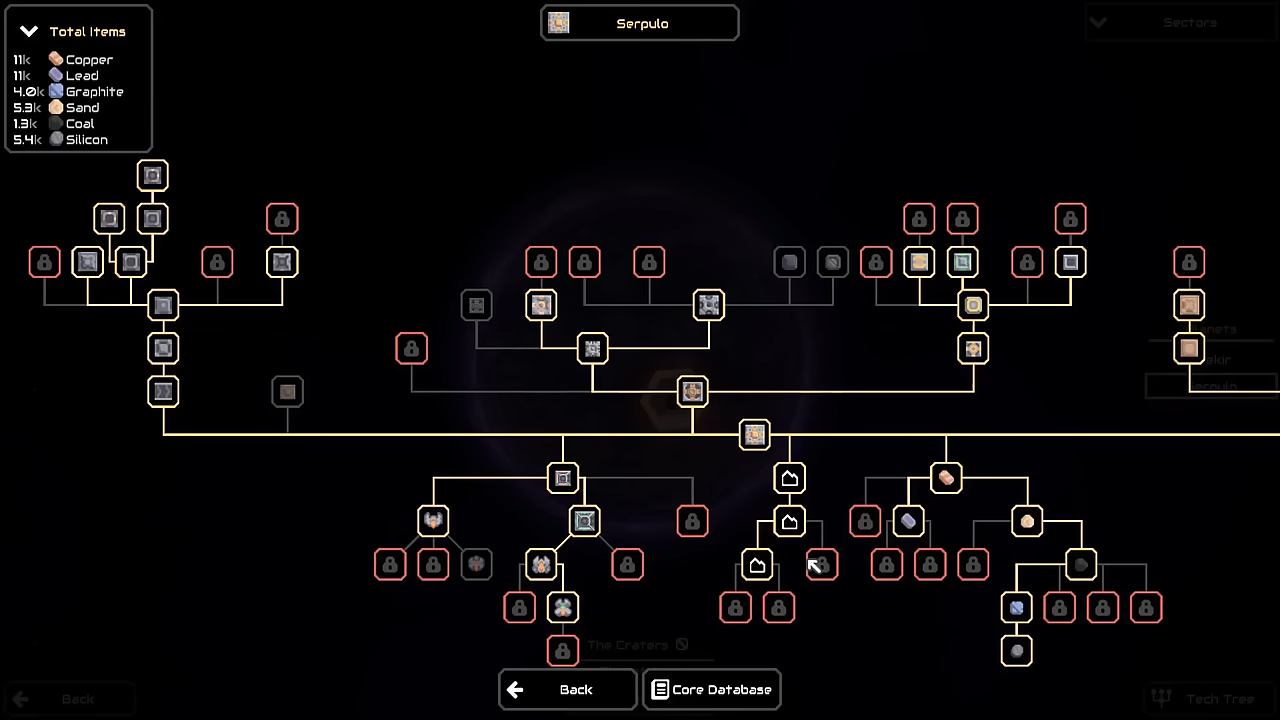 Total Items
Serpulo
Sectors
11k Copper
11k Lead
4.0k Graphite
5.3k Sand
1.3k Coal
5.4k Silicon
Serpulo
The Craters
Back
Core Database
Back
Tech Tree